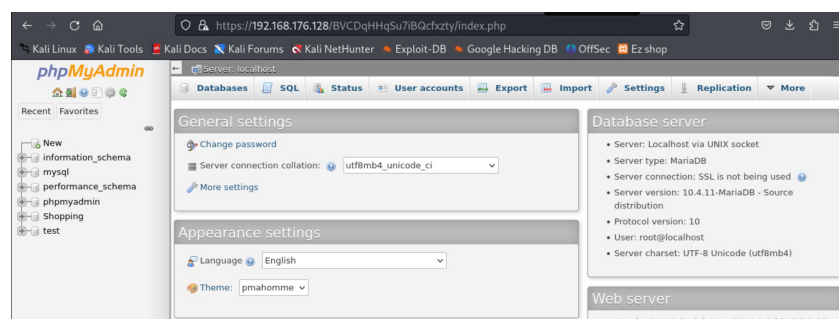 https://192.168.176.128/BVCDqHHqSu7iBQcfxzty/index.php
Kali Linux Kali Tools Kali Docs Kali Forums Kali NetHunter Exploit-DB Google Hacking DB OffSec Ez shop
phpMyAdmin
Recent Favorites
New
information_schema
mysql
performance_schema
phpmyadmin
Shopping
test
Server: localhost
Databases SQL Status User accounts Export Import Settings Replication More
General settings
Change password
Server connection collation: utf8mb4_unicode_ci
More settings
Appearance settings
Language English
Theme: pmahomme
Database server
• Server: Localhost via UNIX socket
• Server type: MariaDB
• Server connection: SSL is not being used
• Server version: 10.4.11-MariaDB - Source
distribution
• Protocol version: 10
• User: root@localhost
• Server charset: UTF-8 Unicode (utf8mb4)
Web server